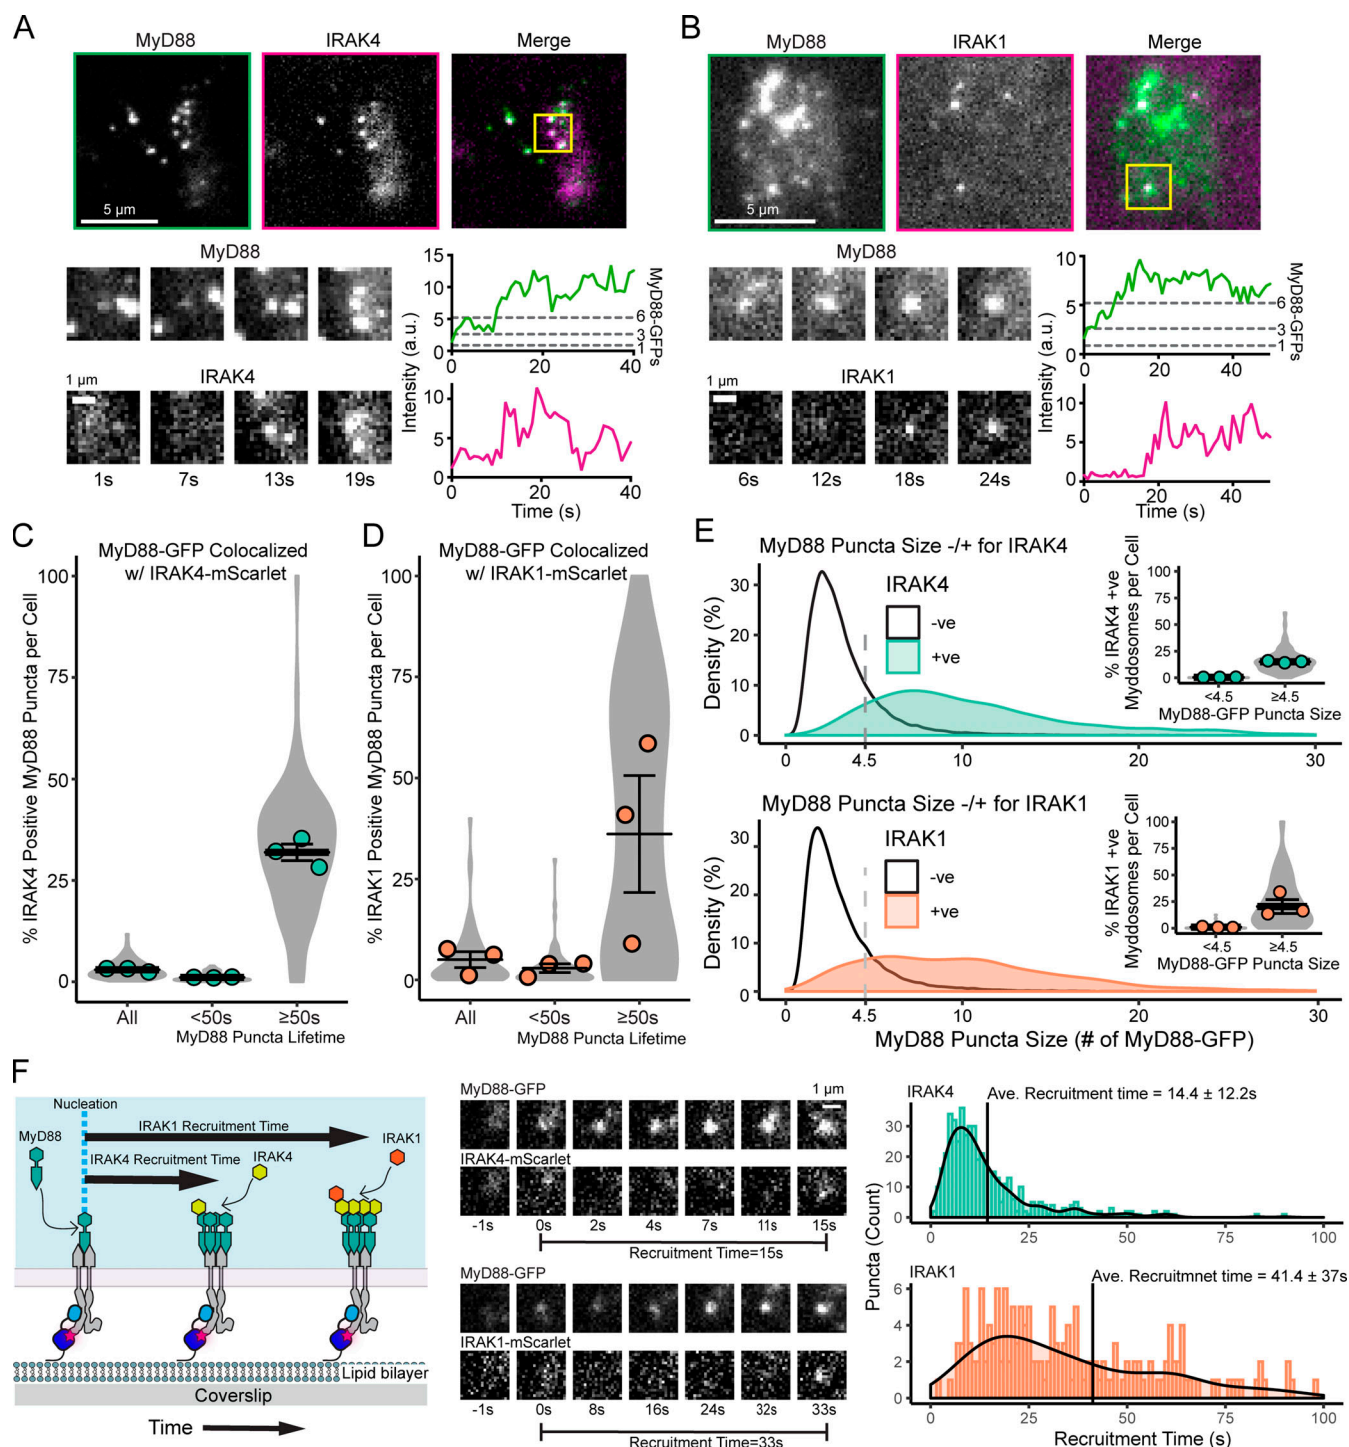 A
MyD88
IRAK4
Merge
5 µm
MyD88
IRAK4
1 µm
1s
7s
13s
19s
Intensity (a.u.)
15
10
5
0
6
3
1
MyD88-GFPs
0
20
40
10
5
0
0
20
40
Time (s)
B
MyD88
IRAK1
Merge
5 µm
MyD88
IRAK1
1 µm
6s
12s
18s
24s
Intensity (a.u.)
10
5
0
6
3
1
MyD88-GFPs
0
20
40
10
5
0
0
20
40
Time (s)
C
MyD88-GFP Colocalized
w/ IRAK4-mScarlet
% IRAK4 Positive MyD88 Puncta per Cell
100
75
50
25
0
All
<50s
≥50s
MyD88 Puncta Lifetime
D
MyD88-GFP Colocalized
w/ IRAK1-mScarlet
% IRAK1 Positive MyD88 Puncta per Cell
100
75
50
25
0
All
<50s
≥50s
MyD88 Puncta Lifetime
E
MyD88 Puncta Size -/+ for IRAK4
Density (%)
30
20
10
0
IRAK4
-ve
+ve
0
4.5
10
20
30
% IRAK4 +ve
Myddosomes per Cell
100
75
50
25
0
<4.5
≥4.5
MyD88-GFP Puncta Size
MyD88 Puncta Size -/+ for IRAK1
Density (%)
30
20
10
0
IRAK1
-ve
+ve
0
4.5
10
20
30
MyD88 Puncta Size (# of MyD88-GFP)
% IRAK1 +ve
Myddosomes per Cell
100
75
50
25
0
<4.5
≥4.5
MyD88-GFP Puncta Size
F
Nucleation
MyD88
IRAK1 Recruitment Time
IRAK1
IRAK4 Recruitment Time
IRAK4
Lipid bilayer
Coverslip
Time
MyD88-GFP
1 µm
IRAK4-mScarlet
-1s
0s
2s
4s
7s
11s
15s
Recruitment Time=15s
MyD88-GFP
IRAK1-mScarlet
-1s
0s
8s
16s
24s
32s
33s
Recruitment Time=33s
Puncta (Count)
IRAK4
Ave. Recruitment time = 14.4 ± 12.2s
30
20
10
0
0
25
50
75
100
IRAK1
Ave. Recruitmnet time = 41.4 ± 37s
6
4
2
0
0
25
50
75
100
Recruitment Time (s)